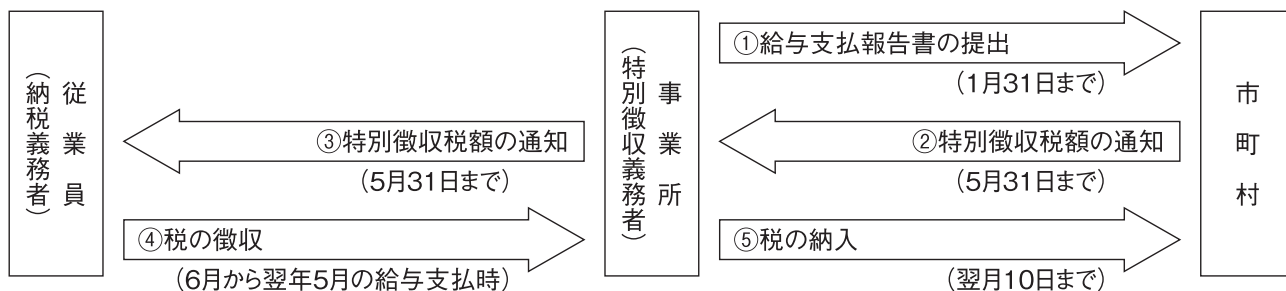 従業員
（納税義務者）
③特別徴収税額の通知
（5月31日まで）
④税の徴収
（6月から翌年5月の給与支払時）
事業所
（特別徴収義務者）
①給与支払報告書の提出
（1月31日まで）
②特別徴収税額の通知
（5月31日まで）
⑤税の納入
（翌月10日まで）
市町村